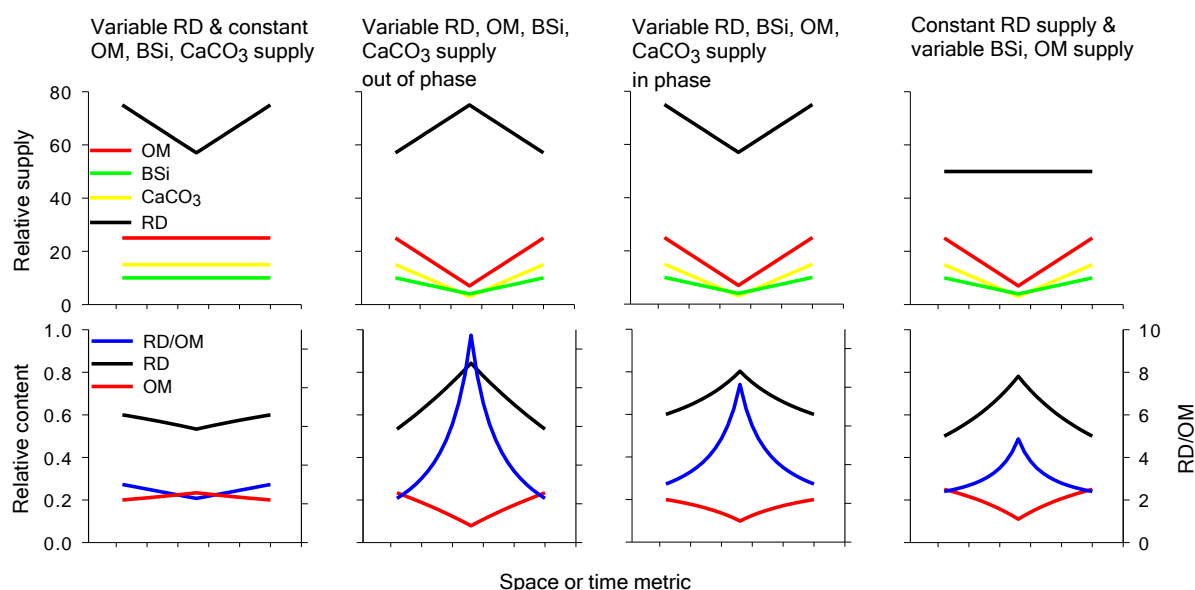 Variable RD & constant
OM, BSi, CaCO3 supply
Variable RD, OM, BSi,
CaCO3 supply
out of phase
Variable RD, BSi, OM,
CaCO3 supply
in phase
Constant RD supply &
variable BSi, OM supply
Relative supply
80
60
40
20
0
OM
BSi
CaCO3
RD
Relative content
1.0
0.8
0.6
0.4
0.2
0.0
RD/OM
RD
OM
10
8
6
4
2
0
RD/OM
Space or time metric